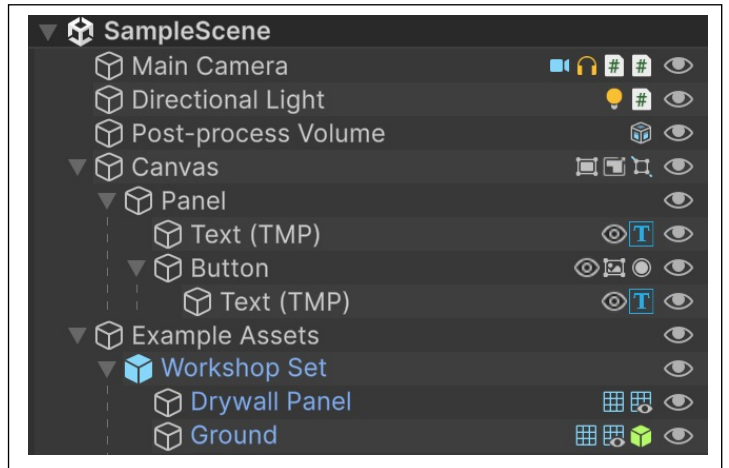 SampleScene
Main Camera # #
Directional Light #
Post-process Volume
Canvas
Panel
Text (TMP) T
Button
Text (TMP) T
Example Assets
Workshop Set
Drywall Panel
Ground